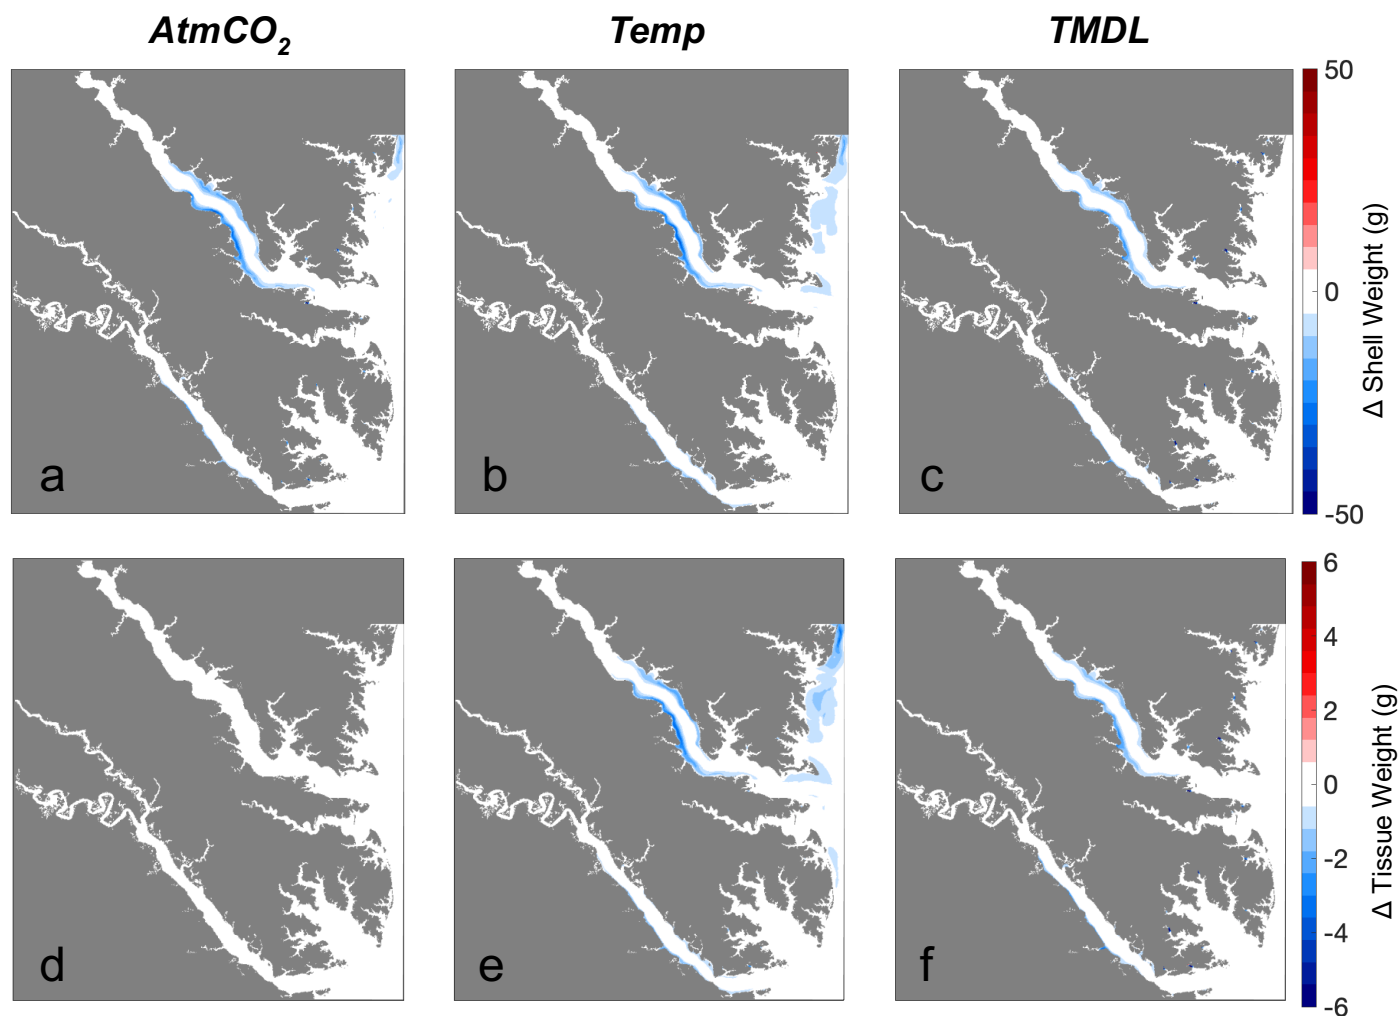 AtmCO₂ Temp TMDL
50
0
-50
Δ Shell Weight (g)
a b c
6
4
2
0
-2
-4
-6
Δ Tissue Weight (g)
d e f